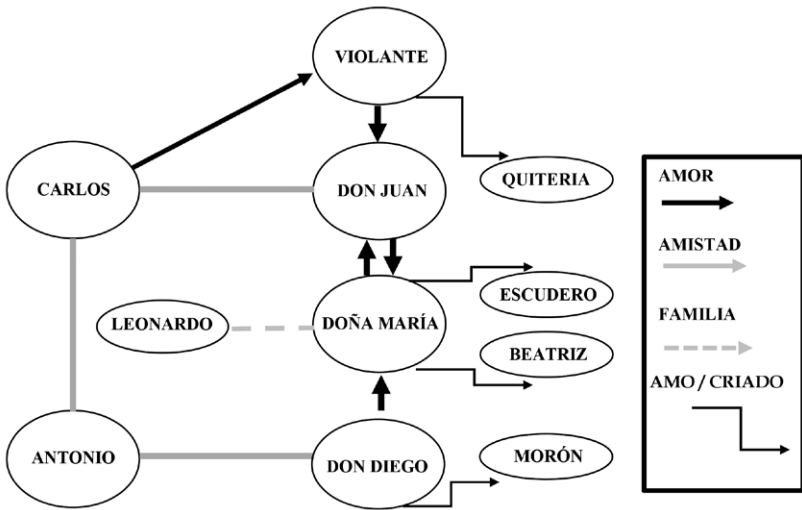 VIOLANTE
CARLOS
DON JUAN
QUITERIA
LEONARDO
DOÑA MARÍA
ESCUDERO
BEATRIZ
ANTONIO
DON DIEGO
MORÓN
AMOR
AMISTAD
FAMILIA
AMO / CRIADO